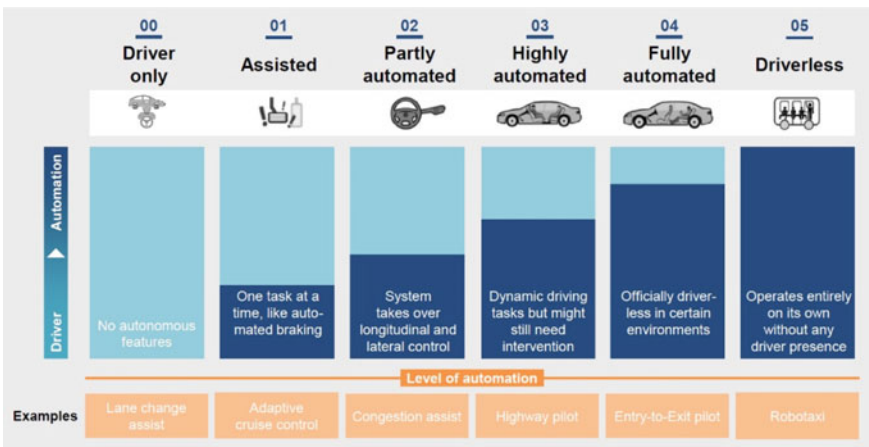 00
01
02
03
04
05
Driver
only
Assisted
Partly
automated
Highly
automated
Fully
automated
Driverless
Automation
Driver
No autonomous
features
One task at a
time, like auto-
mated braking
System
takes over
longitudinal and
lateral control
Dynamic driving
tasks but might
still need
intervention
Officially driver-
less in certain
environments
Operates entirely
on its own
without any
driver presence
Level of automation
Examples
Lane change
assist
Adaptive
cruise control
Congestion assist
Highway pilot
Entry-to-Exit pilot
Robotaxi